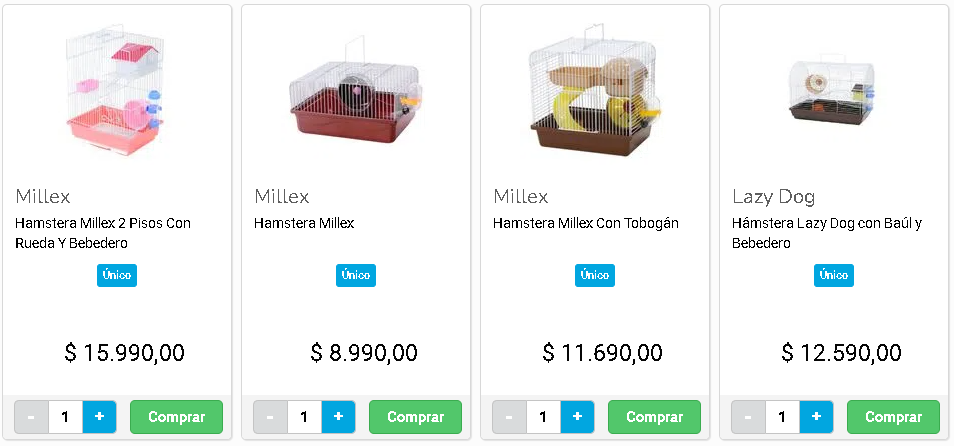 Millex
Hamstera Millex 2 Pisos Con
Rueda Y Bebedero
Único
$ 15.990,00
- 1 + Comprar
Millex
Hamstera Millex
Único
$ 8.990,00
- 1 + Comprar
Millex
Hamstera Millex Con Tobogán
Único
$ 11.690,00
- 1 + Comprar
Lazy Dog
Hámstera Lazy Dog con Baúl y
Bebedero
Único
$ 12.590,00
- 1 + Comprar